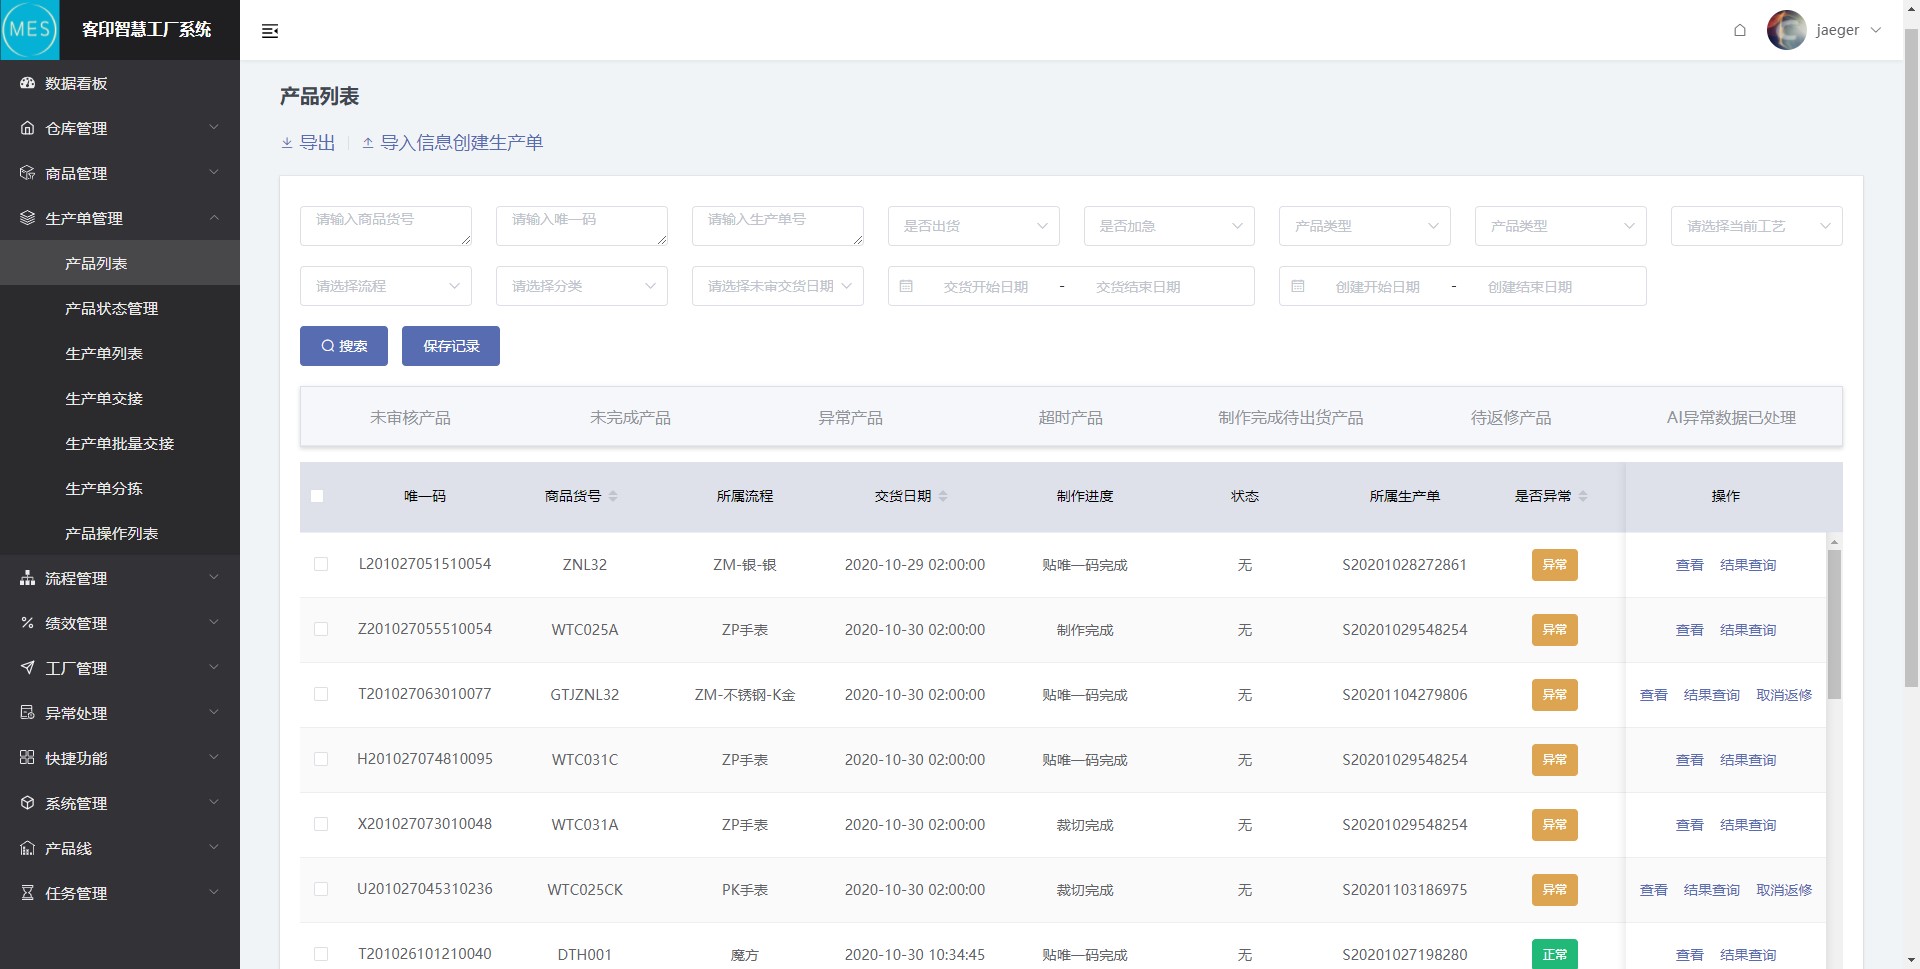 MES 客印智慧工厂系统
jaeger
数据看板
仓库管理
商品管理
生产单管理
产品列表
产品状态管理
生产单列表
生产单交接
生产单批量交接
生产单分拣
产品操作列表
流程管理
绩效管理
工厂管理
异常处理
快捷功能
系统管理
产品线
任务管理
产品列表
导出 导入信息创建生产单
请输入商品货号 请输入唯一码 请输入生产单号 是否出货 是否加急 产品类型 产品类型 请选择当前工艺
请选择流程 请选择分类 请选择未审交货日期 交货开始日期 - 交货结束日期 创建开始日期 - 创建结束日期
搜索 保存记录
未审核产品 未完成产品 异常产品 超时产品 制作完成待出货产品 待返修产品 AI异常数据已处理
唯一码 商品货号 所属流程 交货日期 制作进度 状态 所属生产单 是否异常 操作
L201027051510054 ZNL32 ZM-银-银 2020-10-29 02:00:00 贴唯一码完成 无 S20201028272861 异常 查看 结果查询
Z201027055510054 WTC025A ZP手表 2020-10-30 02:00:00 制作完成 无 S20201029548254 异常 查看 结果查询
T201027063010077 GTJZNL32 ZM-不锈钢-K金 2020-10-30 02:00:00 贴唯一码完成 无 S20201104279806 异常 查看 结果查询 取消返修
H201027074810095 WTC031C ZP手表 2020-10-30 02:00:00 贴唯一码完成 无 S20201029548254 异常 查看 结果查询
X201027073010048 WTC031A ZP手表 2020-10-30 02:00:00 裁切完成 无 S20201029548254 异常 查看 结果查询
U201027045310236 WTC025CK PK手表 2020-10-30 02:00:00 裁切完成 无 S20201103186975 异常 查看 结果查询 取消返修
T201026101210040 DTH001 魔方 2020-10-30 10:34:45 贴唯一码完成 无 S20201027198280 正常 查看 结果查询